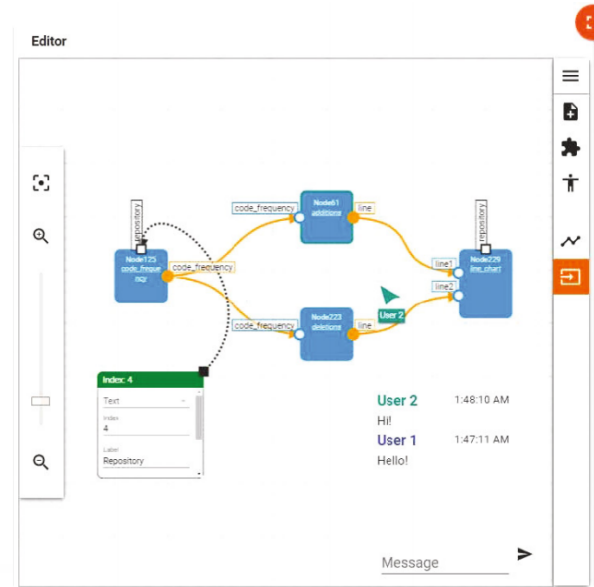 Editor
repository
Node125
code_freque
ncy
code_frequency
code_frequency
Node61
additions
line
code_frequency
Node223
deletions
line
repository
line1
line2
Node229
line_chart
User 2
Index: 4
Text
Index
4
Label
Repository
User 2 1:48:10 AM
Hi!
User 1 1:47:11 AM
Hello!
Message